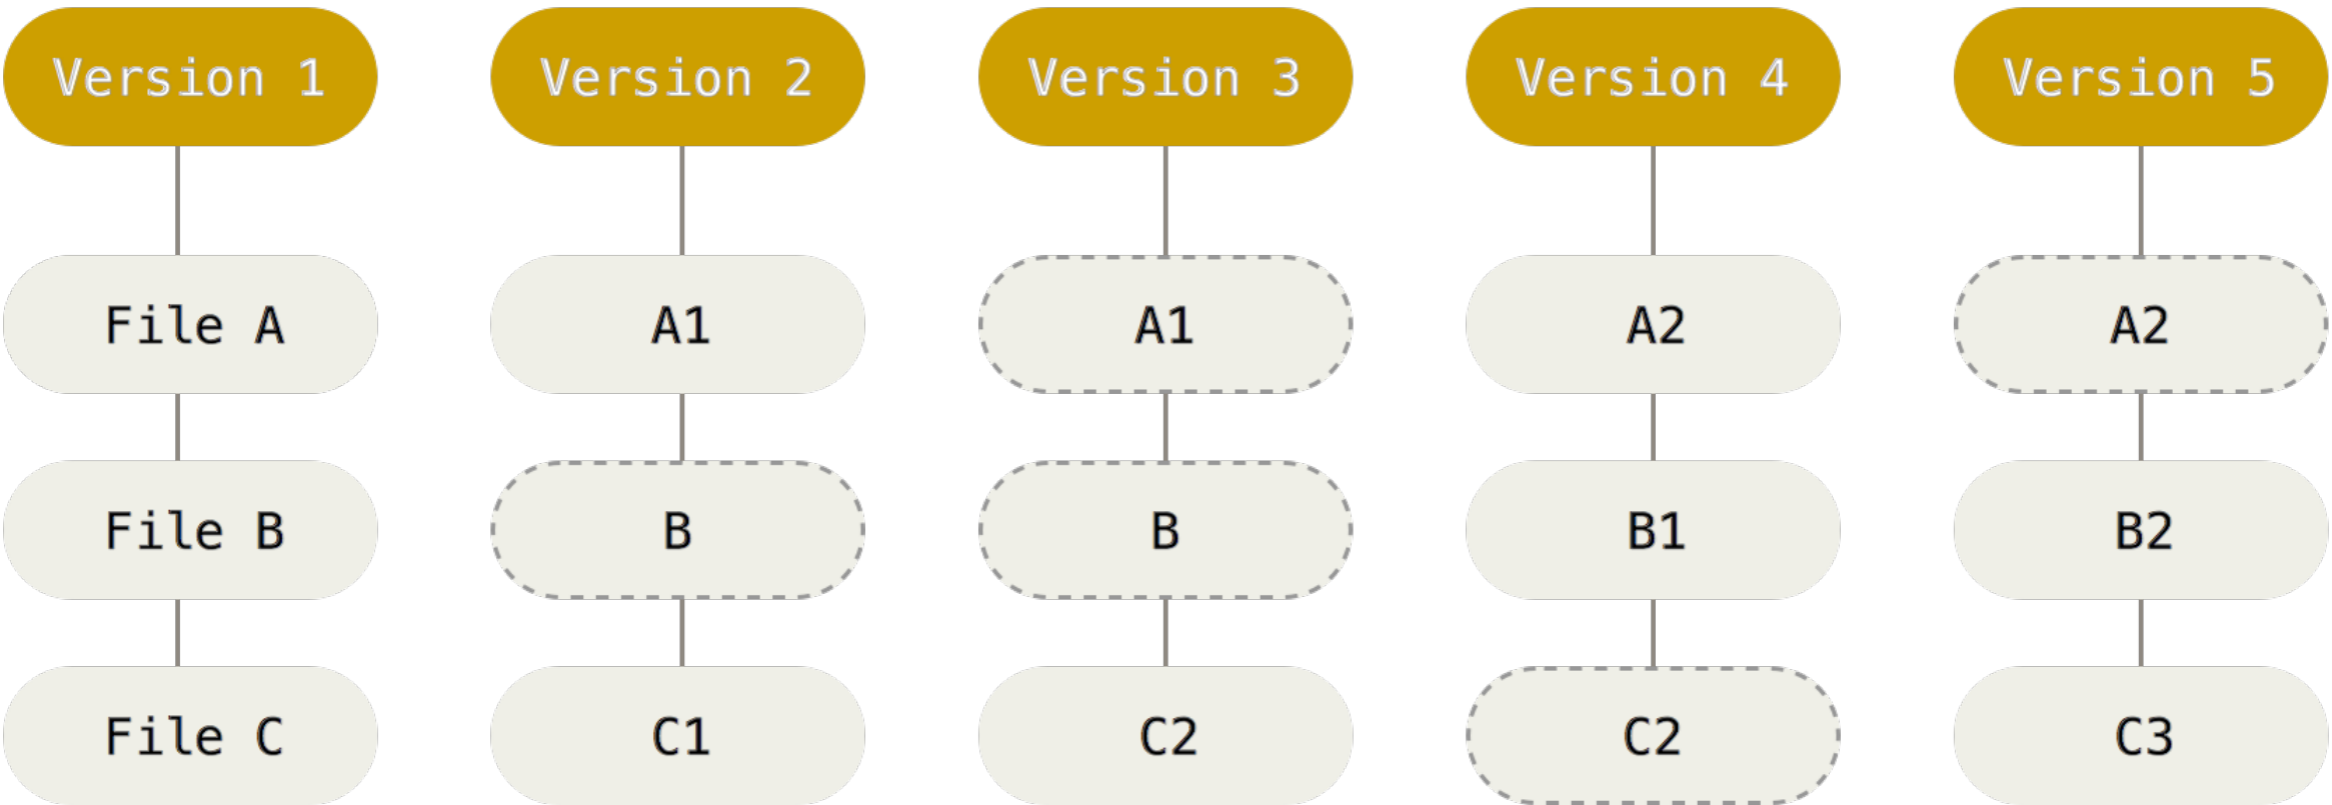 Version 1
Version 2
Version 3
Version 4
Version 5
File A
A1
A1
A2
A2
File B
B
B
B1
B2
File C
C1
C2
C2
C3